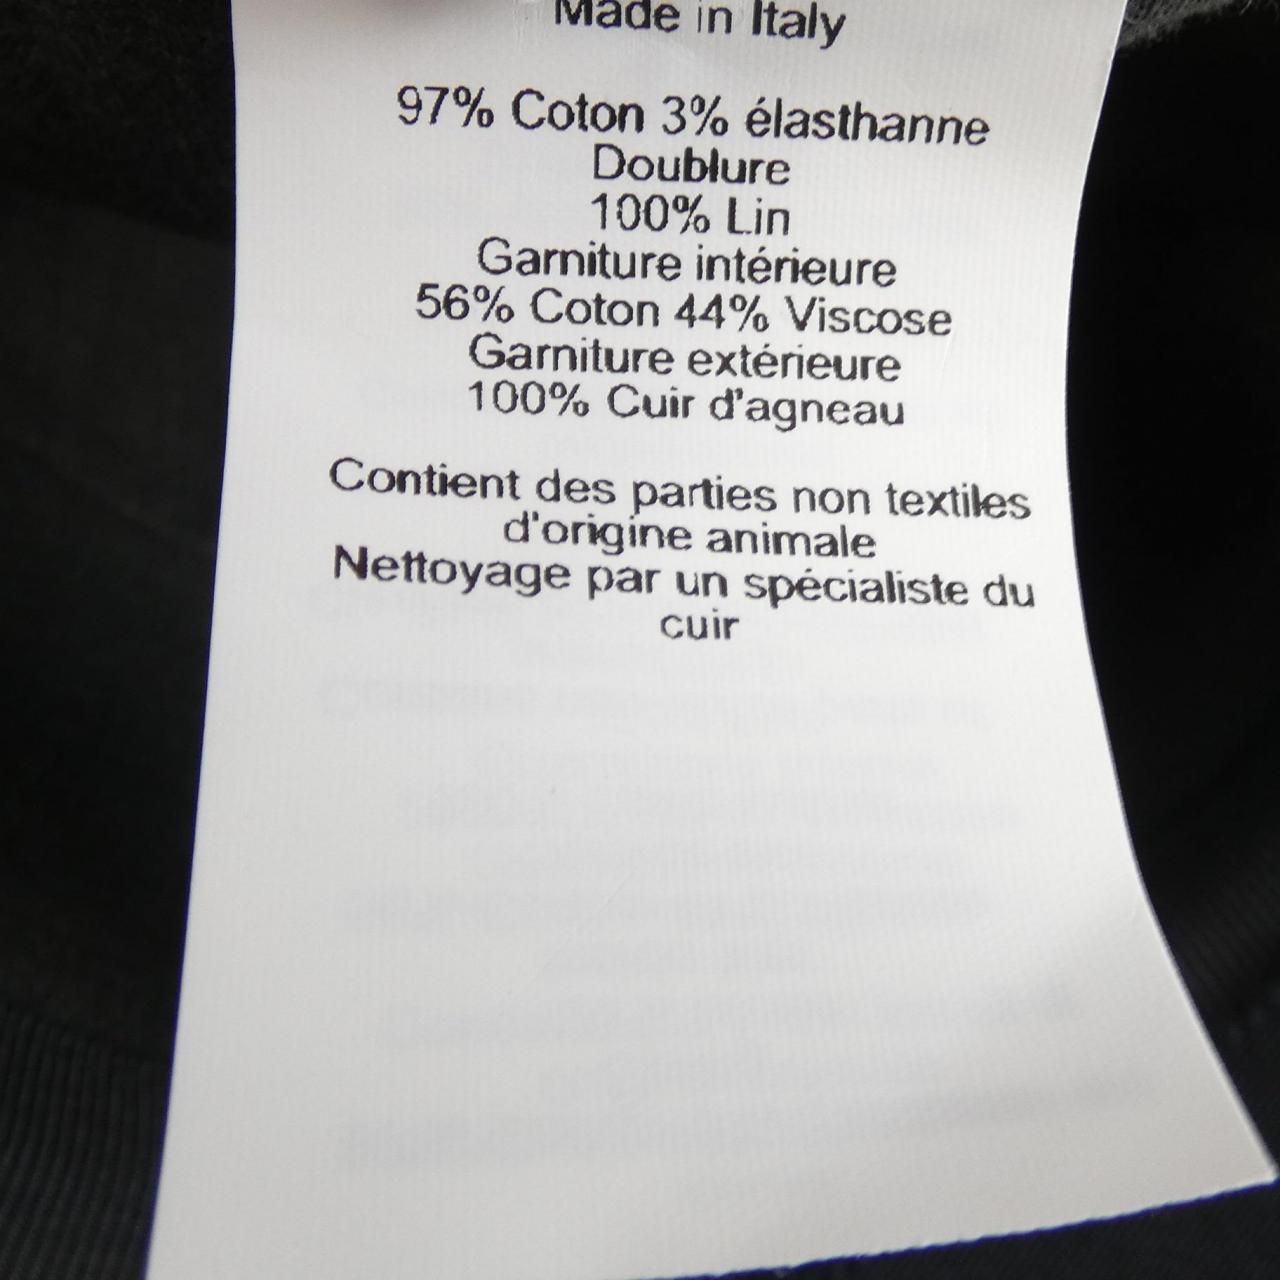 Made in Italy
97% Coton 3% élasthanne
Doublure
100% Lin
Garniture intérieure
56% Coton 44% Viscose
Garniture extérieure
100% Cuir d'agneau
Contient des parties non textiles
d'origine animale
Nettoyage par un spécialiste du
cuir